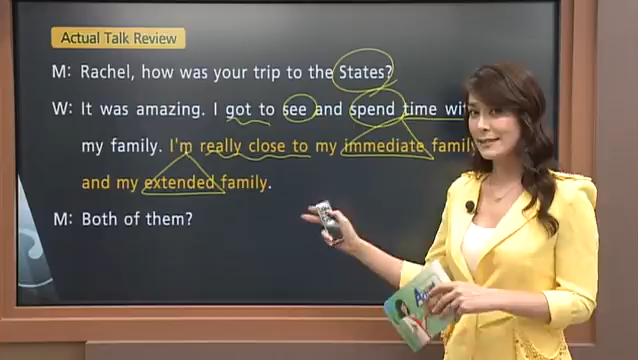 Actual Talk Review
M: Rachel, how was your trip to the States?
W: It was amazing. I got to see and spend time wit
my family. I'm really close to my immediate family
and my extended family.
M: Both of them?